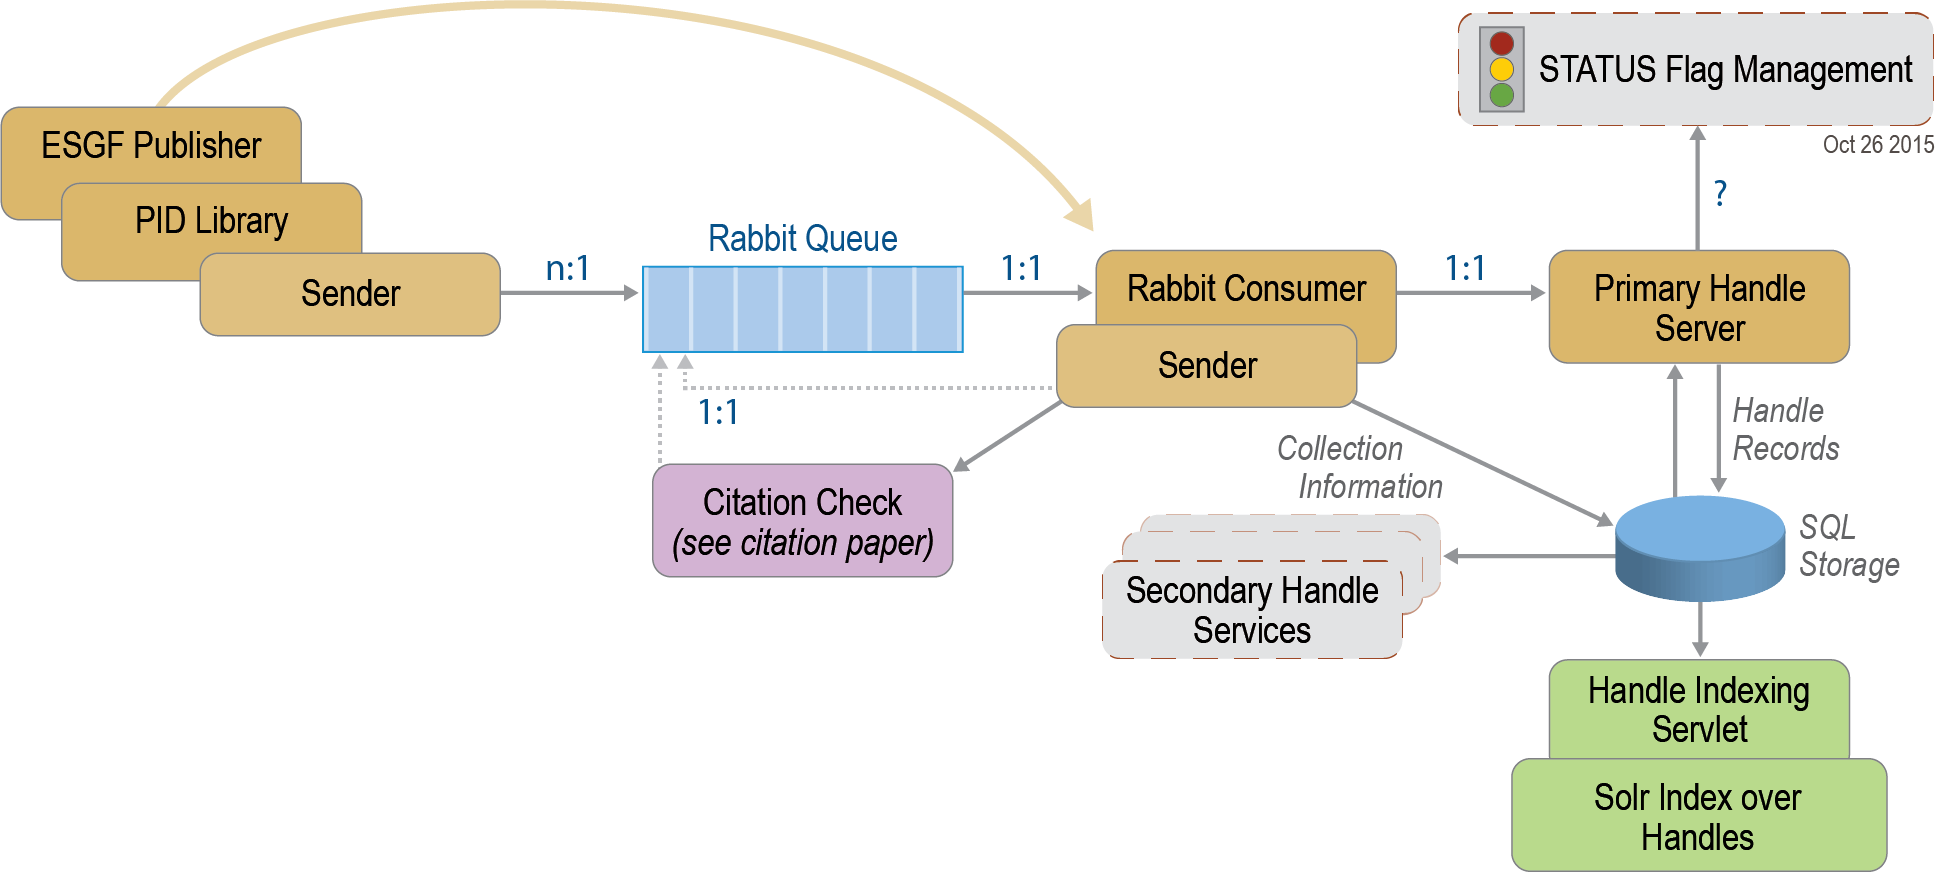 STATUS Flag Management
Oct 26 2015
ESGF Publisher
PID Library
Sender
n:1
Rabbit Queue
1:1
Rabbit Consumer
Sender
1:1
Primary Handle
Server
?
1:1
Handle
Records
Collection
Information
Citation Check
(see citation paper)
SQL
Storage
Secondary Handle
Services
Handle Indexing
Servlet
Solr Index over
Handles